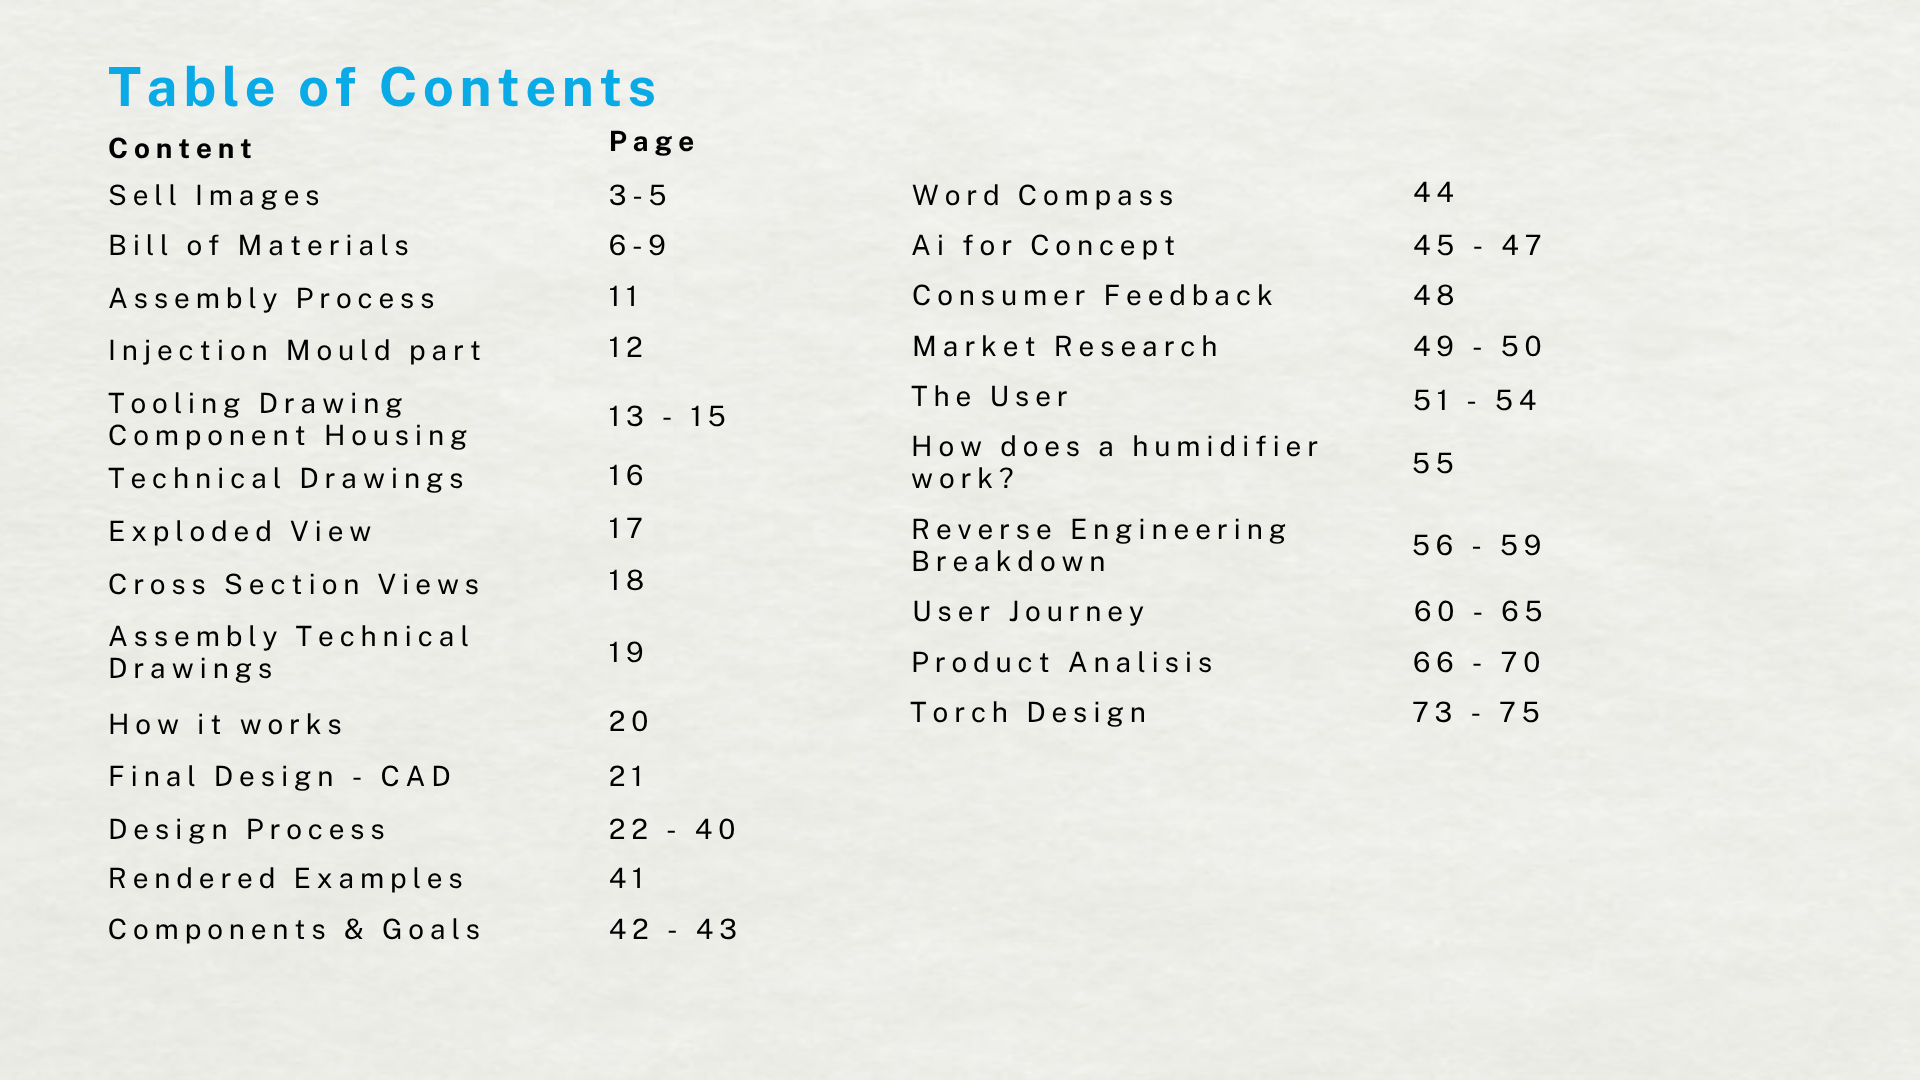 Table of Contents
Content Page
Sell Images 3-5
Bill of Materials 6-9
Assembly Process 11
Injection Mould part 12
Tooling Drawing
Component Housing 13 - 15
Technical Drawings 16
Exploded View 17
Cross Section Views 18
Assembly Technical
Drawings 19
How it works 20
Final Design - CAD 21
Design Process 22 - 40
Rendered Examples 41
Components & Goals 42 - 43
Word Compass 44
Ai for Concept 45 - 47
Consumer Feedback 48
Market Research 49 - 50
The User 51 - 54
How does a humidifier
work? 55
Reverse Engineering
Breakdown 56 - 59
User Journey 60 - 65
Product Analisis 66 - 70
Torch Design 73 - 75